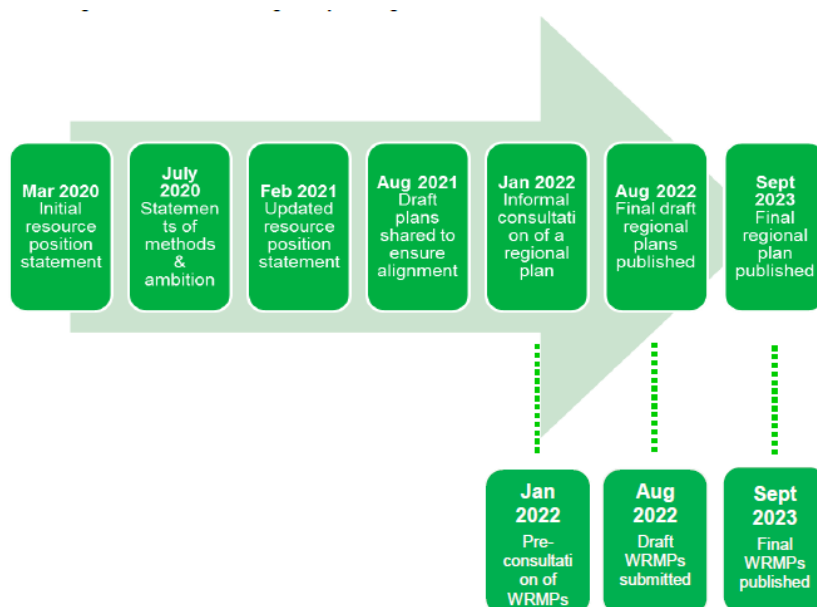 Mar 2020
Initial
resource
position
statement
July
2020
Statemen
ts of
methods
&
ambition
Feb 2021
Updated
resource
position
statement
Aug 2021
Draft
plans
shared to
ensure
alignment
Jan 2022
Informal
consultati
on of a
regional
plan
Aug 2022
Final draft
regional
plans
published
Sept
2023
Final
regional
plan
published
Jan
2022
Pre-
consultati
on of
WRMPs
Aug
2022
Draft
WRMPs
submitted
Sept
2023
Final
WRMPs
published